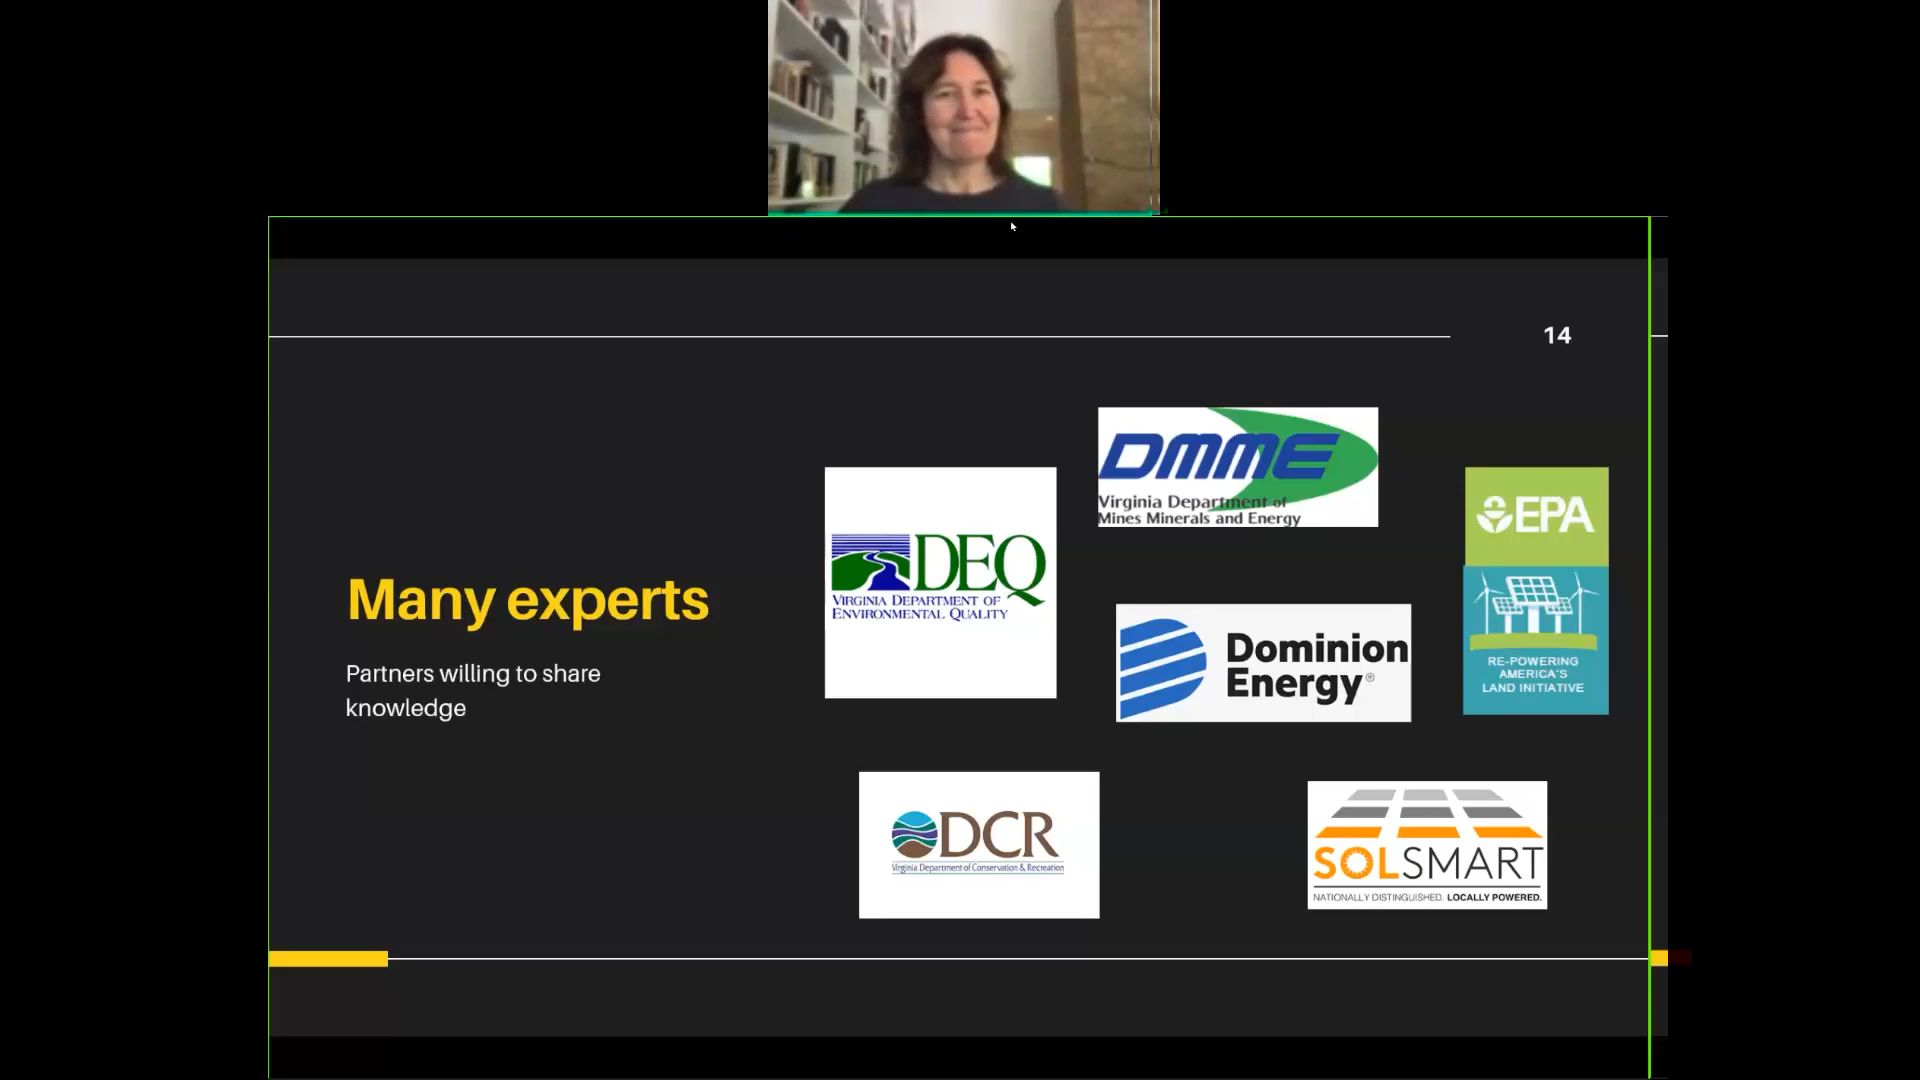 14
Many experts
Partners willing to share
knowledge
DEQ
VIRGINIA DEPARTMENT OF
ENVIRONMENTAL QUALITY
DMME
Virginia Department of
Mines Minerals and Energy
EPA
RE-POWERING
AMERICA'S
LAND INITIATIVE
Dominion
Energy®
DCR
Virginia Department of Conservation & Recreation
SOLSMART
NATIONALLY DISTINGUISHED. LOCALLY POWERED.